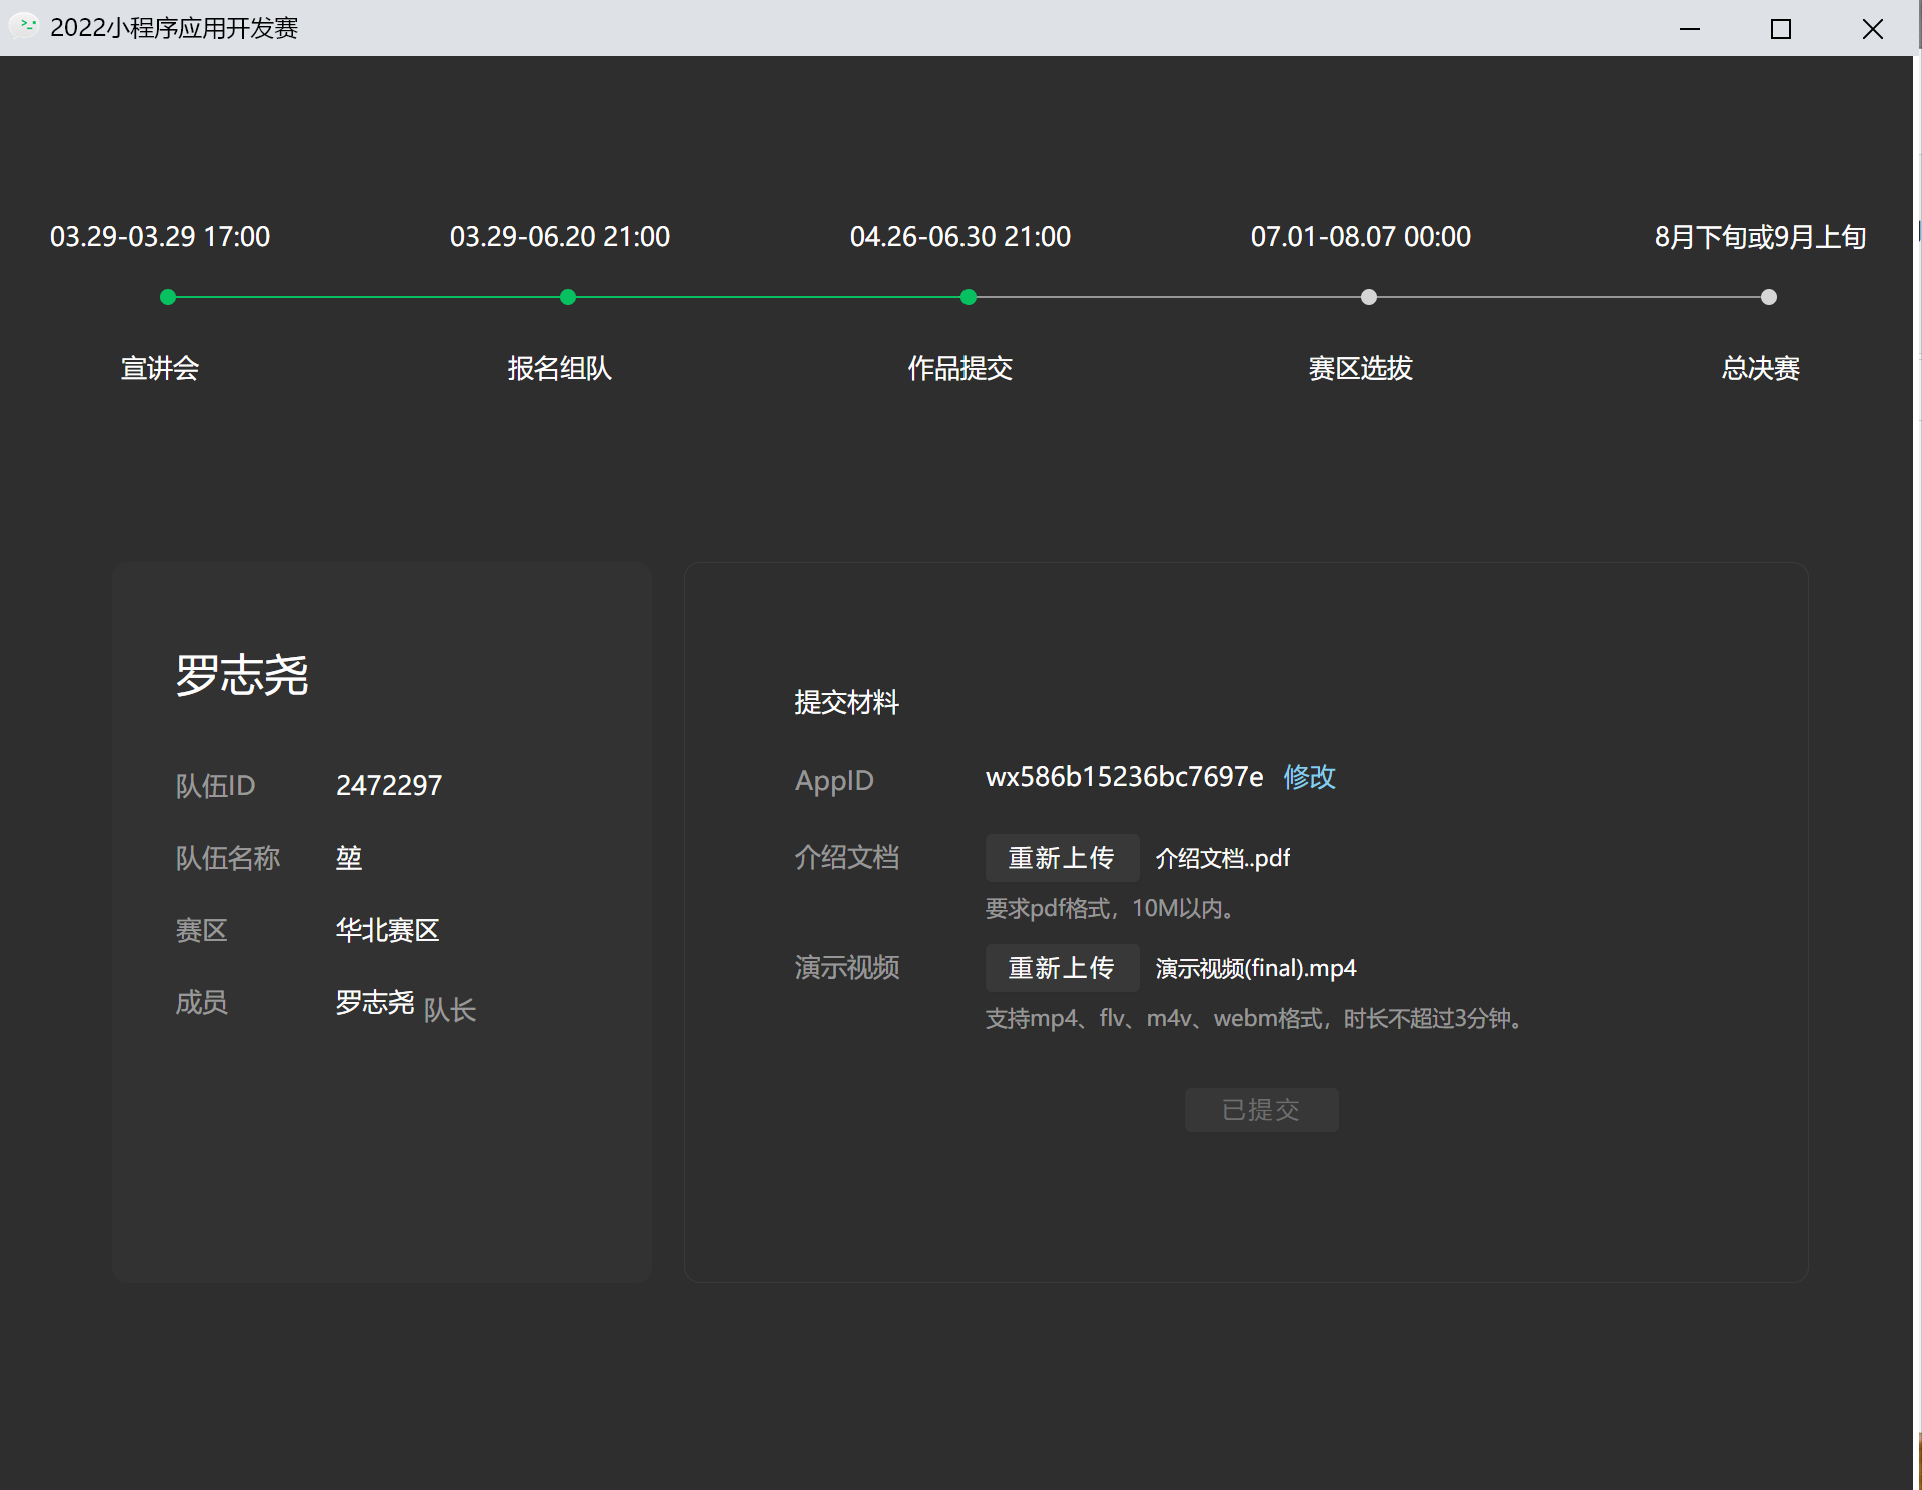 2022小程序应用开发赛
03.29-03.29 17:00
03.29-06.20 21:00
04.26-06.30 21:00
07.01-08.07 00:00
8月下旬或9月上旬
宣讲会
报名组队
作品提交
赛区选拔
总决赛
罗志尧
队伍ID 2472297
队伍名称 堃
赛区 华北赛区
成员 罗志尧 队长
提交材料
AppID wx586b15236bc7697e 修改
介绍文档 重新上传 介绍文档..pdf
要求pdf格式，10M以内。
演示视频 重新上传 演示视频(final).mp4
支持mp4、flv、m4v、webm格式，时长不超过3分钟。
已提交